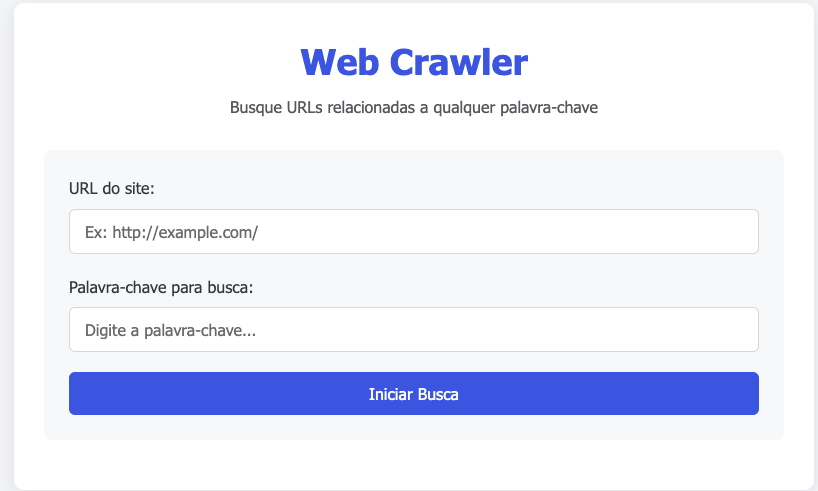 Web Crawler
Busque URLs relacionadas a qualquer palavra-chave
URL do site:
Ex: http://example.com/
Palavra-chave para busca:
Digite a palavra-chave...
Iniciar Busca